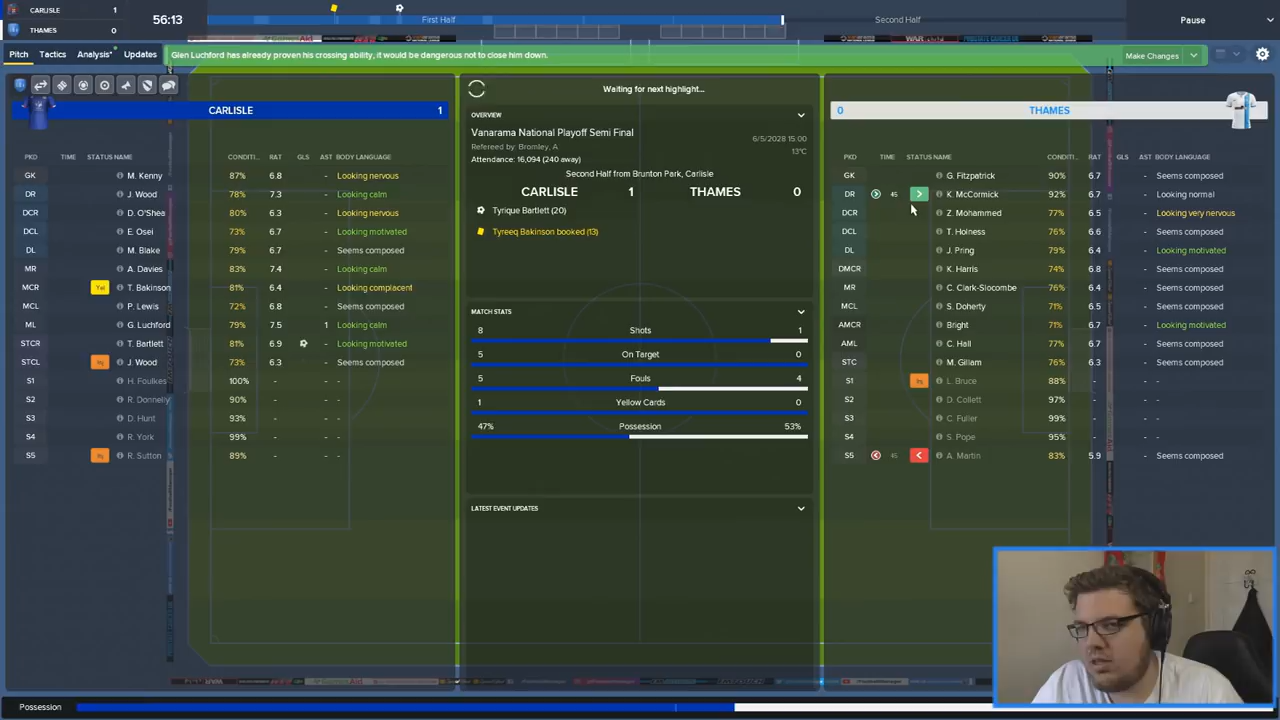 CARLISLE 1
THAMES 0
56:13
First Half
Second Half
Pause
Pitch Tactics Analysis* Updates
Glen Luchford has already proven his crossing ability, it would be dangerous not to close him down.
Make Changes
CARLISLE 1
PKD TIME STATUS NAME CONDITI... RAT GLS AST BODY LANGUAGE
GK M. Kenny 87% 6.8 - Looking nervous
DR J. Wood 78% 7.3 - Looking calm
DCR D. O'Shea 80% 6.3 - Looking nervous
DCL E. Osei 73% 6.7 - Looking motivated
DL M. Blake 79% 6.7 - Seems composed
MR A. Davies 83% 7.4 - Looking calm
MCR Yel T. Bakinson 81% 6.4 - Looking complacent
MCL P. Lewis 72% 6.8 - Seems composed
ML G. Luchford 79% 7.5 1 Looking calm
STCR T. Bartlett 81% 6.9 - Looking motivated
STCL Inj J. Wood 73% 6.3 - Seems composed
S1 H. Foulkes 100% - - -
S2 R. Donnelly 90% - - -
S3 D. Hunt 93% - - -
S4 R. York 99% - - -
S5 Inj R. Sutton 89% - - -
Waiting for next highlight...
OVERVIEW
Vanarama National Playoff Semi Final
Refereed by: Bromley, A
Attendance: 16,094 (240 away)
6/5/2028 15:00
13°C
Second Half from Brunton Park, Carlisle
CARLISLE 1 THAMES 0
Tyrique Bartlett (20)
Tyreeq Bakinson booked (13)
MATCH STATS
8 Shots 1
5 On Target 0
5 Fouls 4
1 Yellow Cards 0
47% Possession 53%
LATEST EVENT UPDATES
0 THAMES
PKD TIME STATUS NAME CONDITI... RAT GLS AST BODY LANGUAGE
GK G. Fitzpatrick 90% 6.7 - Seems composed
DR 45 K. McCormick 92% 6.7 - Looking normal
DCR Z. Mohammed 77% 6.5 - Looking very nervous
DCL T. Holness 76% 6.6 - Seems composed
DL J. Pring 79% 6.4 - Looking motivated
DMCR K. Harris 74% 6.8 - Seems composed
MR C. Clark-Slocombe 76% 6.4 - Seems composed
MCL S. Doherty 71% 6.5 - Seems composed
AMCR Bright 71% 6.7 - Looking motivated
AML C. Hall 77% 6.7 - Seems composed
STC M. Gillam 76% 6.3 - Seems composed
S1 Inj L. Bruce 88% - - -
S2 D. Collett 97% - - -
S3 C. Fuller 99% - - -
S4 S. Pope 95% - - -
S5 45 A. Martin 83% 5.9 - Seems composed
Possession